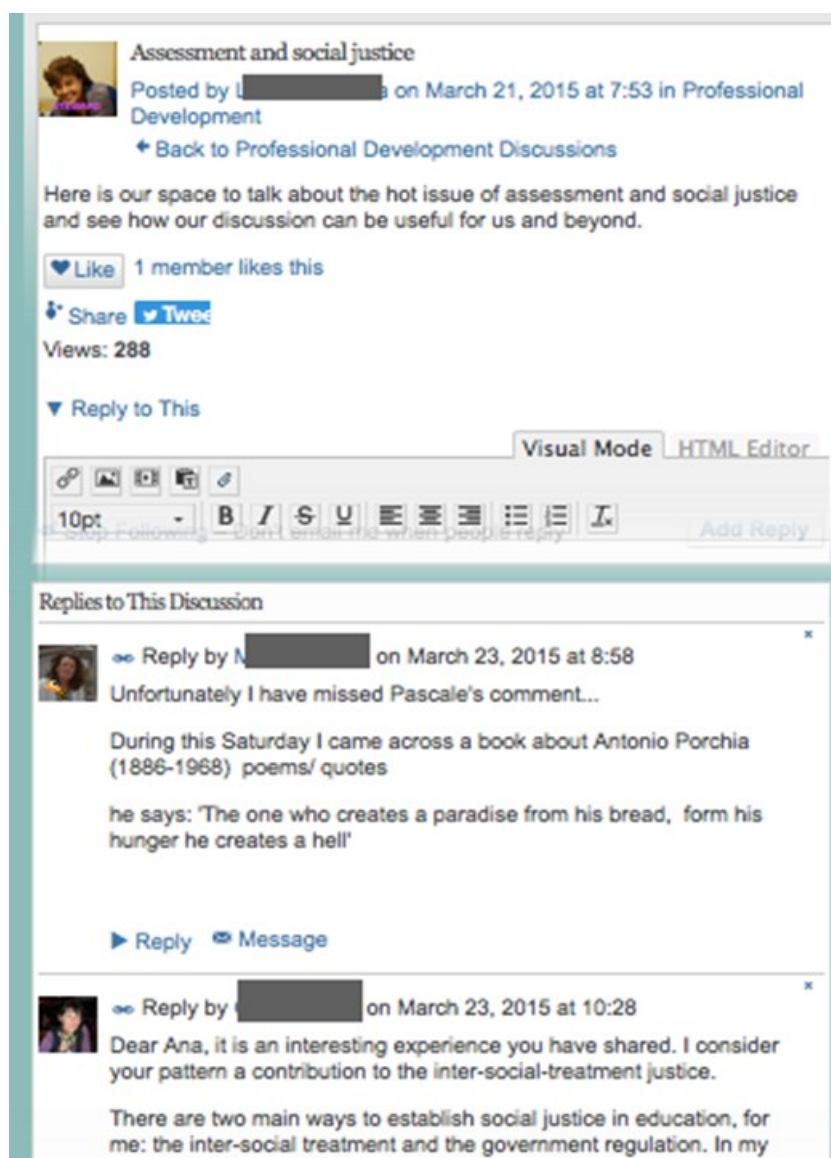 Assessment and social justice
Posted by L a on March 21, 2015 at 7:53 in Professional
Development
Back to Professional Development Discussions
Here is our space to talk about the hot issue of assessment and social justice
and see how our discussion can be useful for us and beyond.
Like 1 member likes this
Share Twee
Views: 288
▼ Reply to This
Visual Mode HTML Editor
10pt B I S U
Stop Following – Don't email me when people reply Add Reply
Replies to This Discussion
Reply by on March 23, 2015 at 8:58
Unfortunately I have missed Pascale's comment...
During this Saturday I came across a book about Antonio Porchia
(1886-1968) poems/ quotes
he says: 'The one who creates a paradise from his bread, form his
hunger he creates a hell'
▶ Reply Message
Reply by on March 23, 2015 at 10:28
Dear Ana, it is an interesting experience you have shared. I consider
your pattern a contribution to the inter-social-treatment justice.
There are two main ways to establish social justice in education, for
me: the inter-social treatment and the government regulation. In my